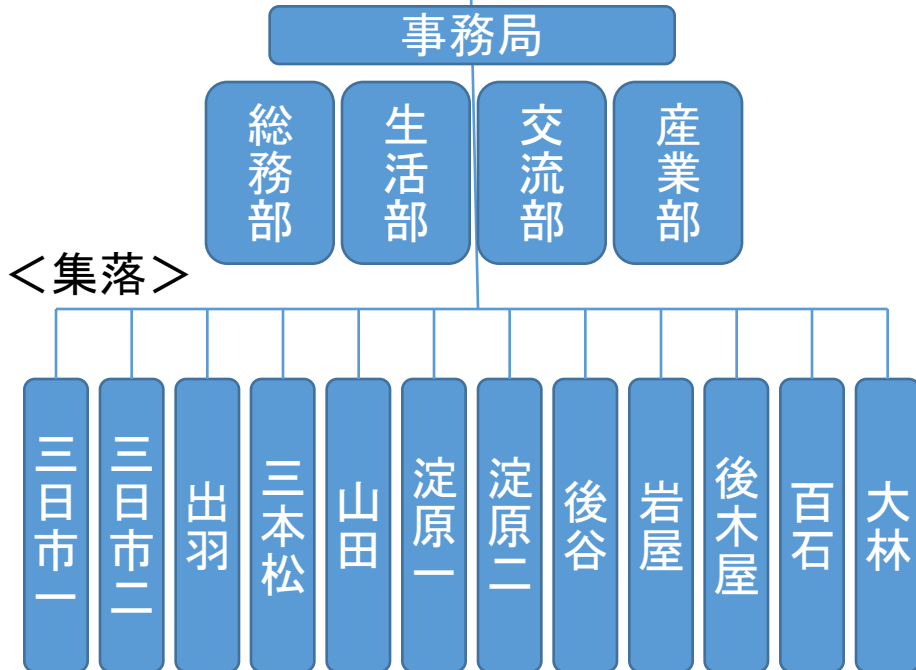 事務局
総務部
生活部
交流部
産業部
＜集落＞
三日市一
三日市二
出羽
三本松
山田
淀原一
淀原二
後谷
岩屋
後木屋
百石
大林